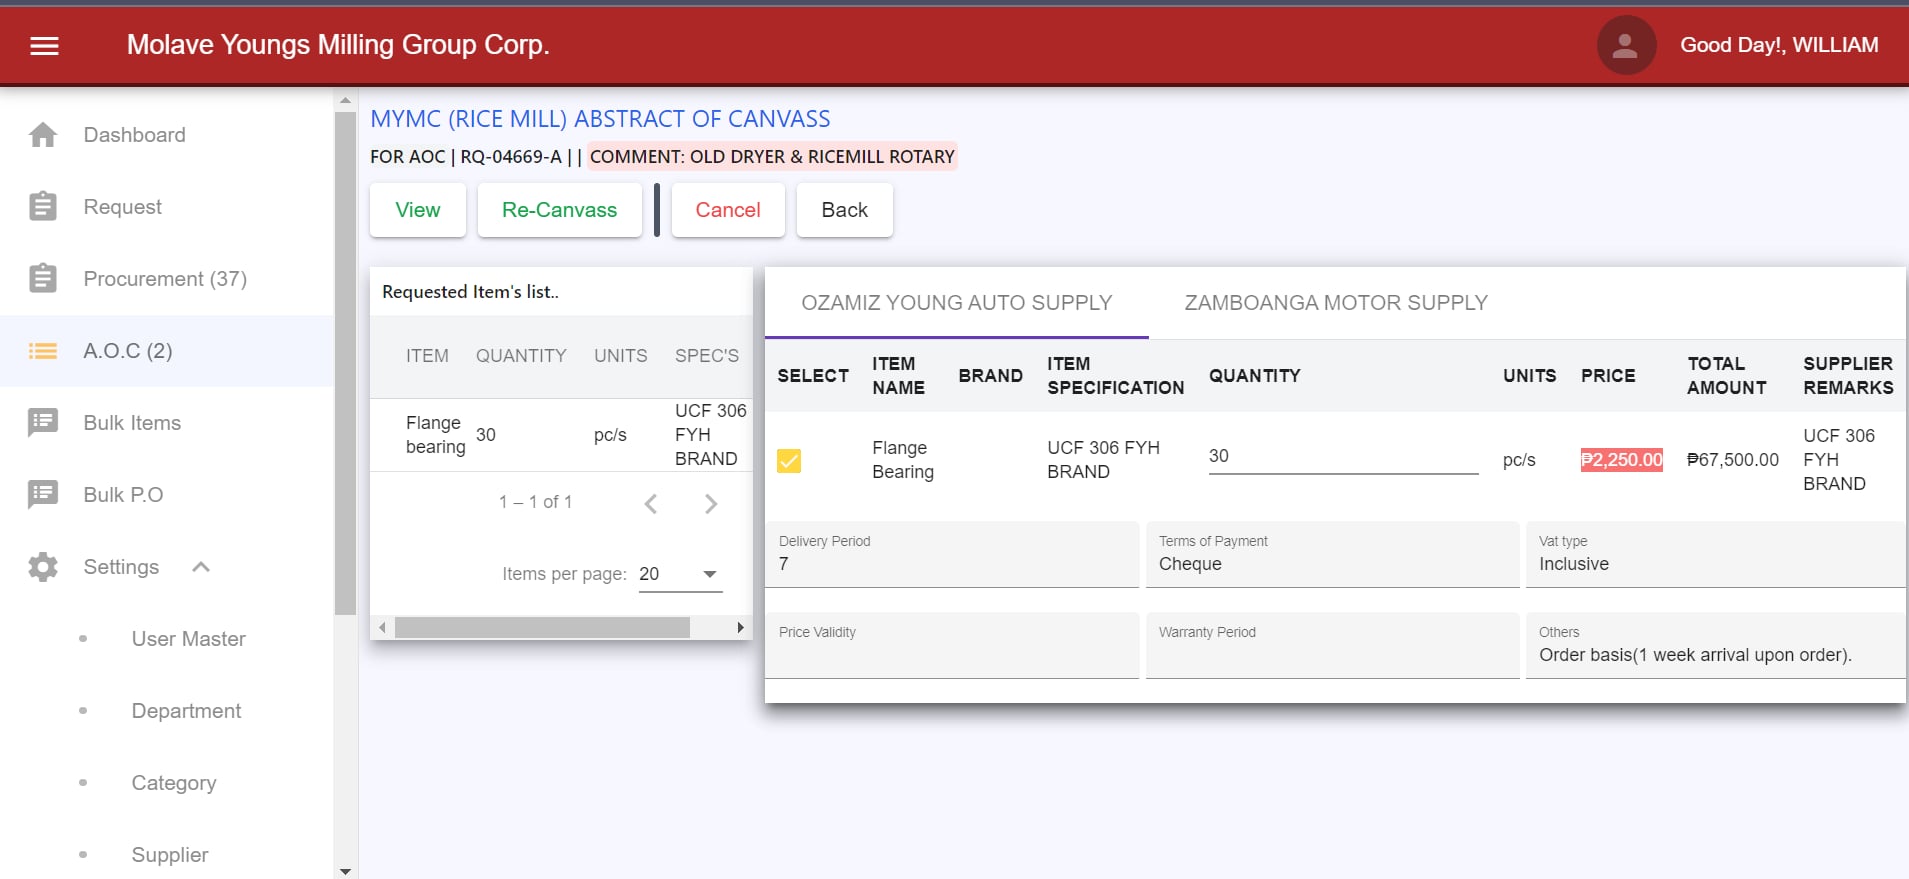 Molave Youngs Milling Group Corp.
Good Day!, WILLIAM
Dashboard
Request
Procurement (37)
A.O.C (2)
Bulk Items
Bulk P.O
Settings
User Master
Department
Category
Supplier
MYMC (RICE MILL) ABSTRACT OF CANVASS
FOR AOC | RQ-04669-A | | COMMENT: OLD DRYER & RICEMILL ROTARY
View
Re-Canvass
Cancel
Back
Requested Item's list..
ITEM QUANTITY UNITS SPEC'S
Flange
bearing
30
pc/s
UCF 306
FYH
BRAND
1 – 1 of 1
Items per page: 20
OZAMIZ YOUNG AUTO SUPPLY
ZAMBOANGA MOTOR SUPPLY
SELECT
ITEM
NAME
BRAND
ITEM
SPECIFICATION
QUANTITY
UNITS
PRICE
TOTAL
AMOUNT
SUPPLIER
REMARKS
Flange
Bearing
UCF 306 FYH
BRAND
30
pc/s
₱2,250.00
₱67,500.00
UCF 306
FYH
BRAND
Delivery Period
7
Terms of Payment
Cheque
Vat type
Inclusive
Price Validity
Warranty Period
Others
Order basis(1 week arrival upon order).